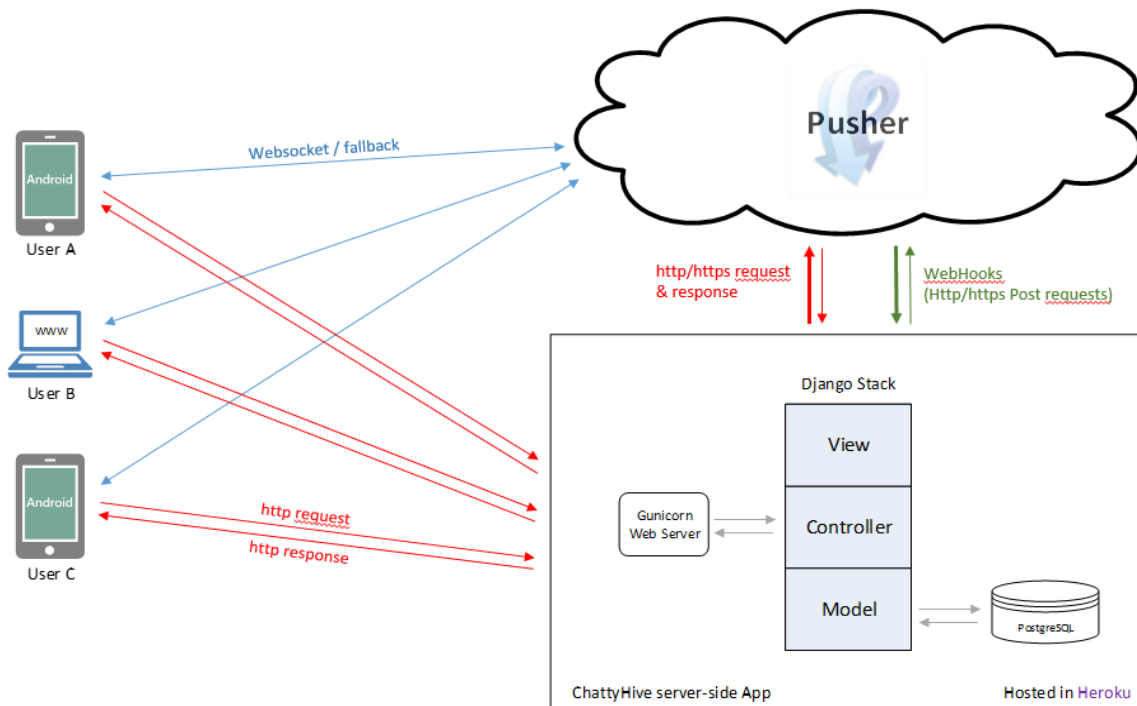 Pusher
Websocket / fallback
Android
User A
http/https request
& response
WebHooks
(Http/https Post requests)
www
User B
Django Stack
View
Android
Gunicorn
Web Server
Controller
http request
http response
User C
Model
PostgreSQL
ChattyHive server-side App
Hosted in Heroku